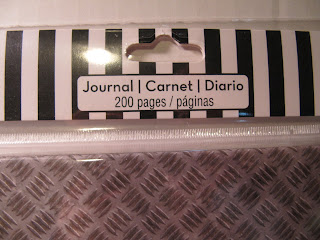 Journal | Carnet | Diario
200 pages / páginas